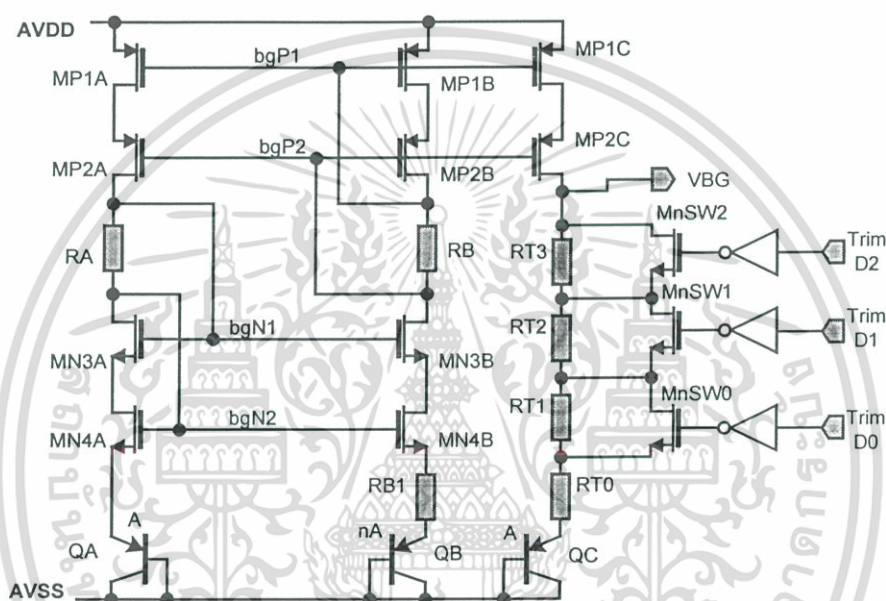 AVDD
MP1A
bgP1
MP1B
MP1C
MP2A
bgP2
MP2B
MP2C
VBG
MnSW2
Trim
D2
RA
RB
RT3
MnSW1
Trim
D1
RT2
MN3A
bgN1
MN3B
MnSW0
Trim
D0
RT1
MN4A
bgN2
MN4B
RB1
RT0
A
QA
nA
QB
A
QC
AVSS